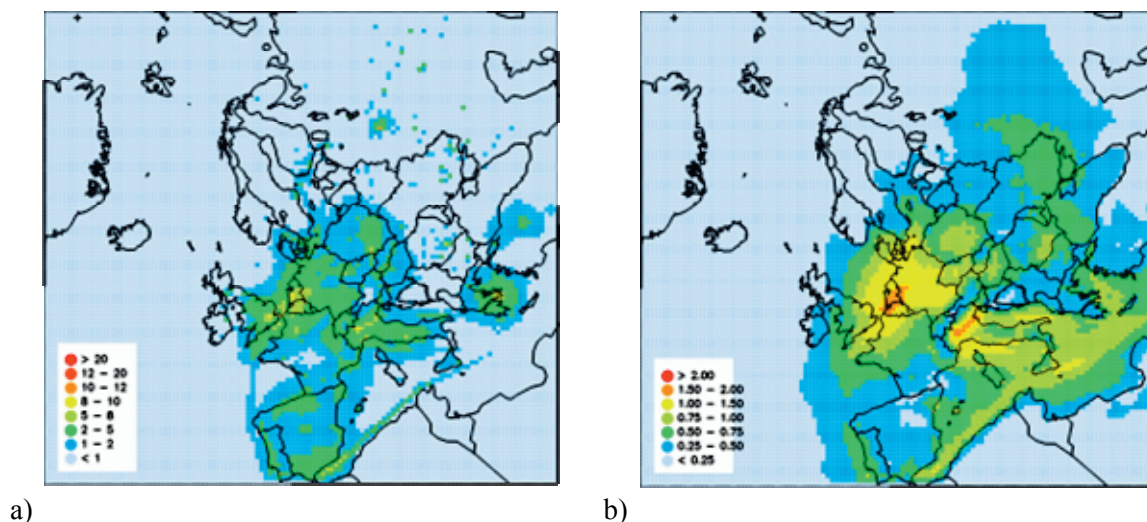 > 20
12 – 20
10 – 12
8 – 10
5 – 8
2 – 5
1 – 2
< 1
> 2.00
1.50 – 2.00
1.00 – 1.50
0.75 – 1.00
0.50 – 0.75
0.25 – 0.50
< 0.25
a)
b)